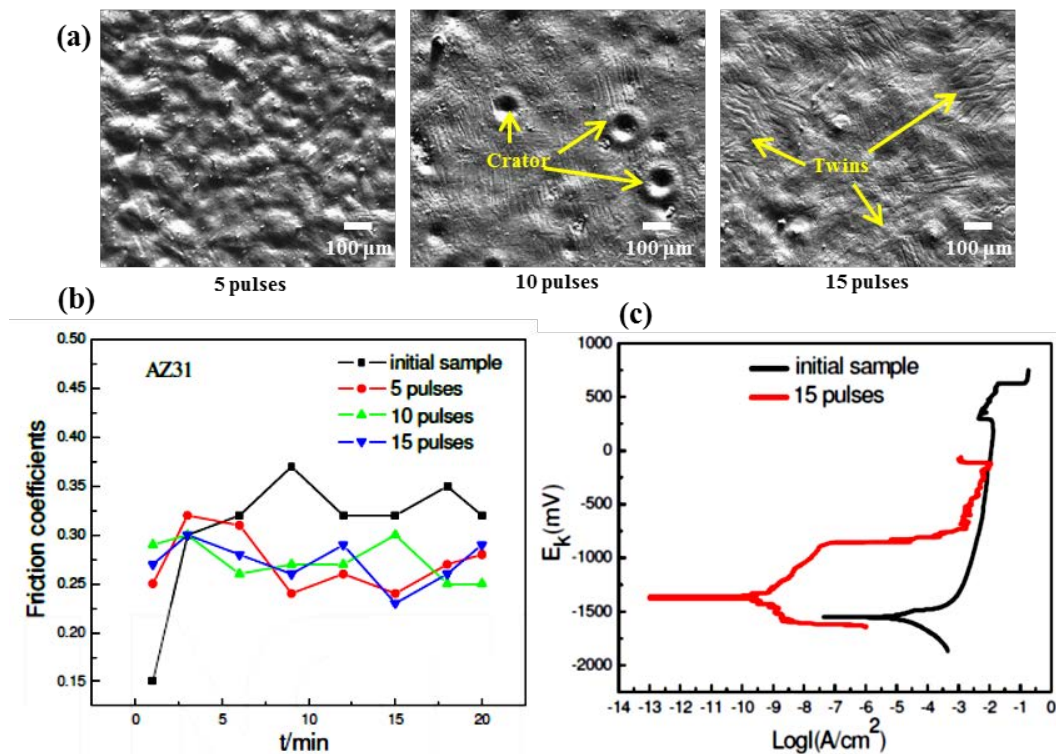 (a)
Crator
Twins
100 µm
100 µm
100 µm
5 pulses
10 pulses
15 pulses
(b)
0.50
0.45
0.40
0.35
0.30
0.25
0.20
0.15
Friction coefficients
AZ31
initial sample
5 pulses
10 pulses
15 pulses
0 5 10 15 20
t/min
(c)
1000
500
0
-500
-1000
-1500
-2000
Ek(mV)
initial sample
15 pulses
-14 -13 -12 -11 -10 -9 -8 -7 -6 -5 -4 -3 -2 -1 0
LogI(A/cm²)